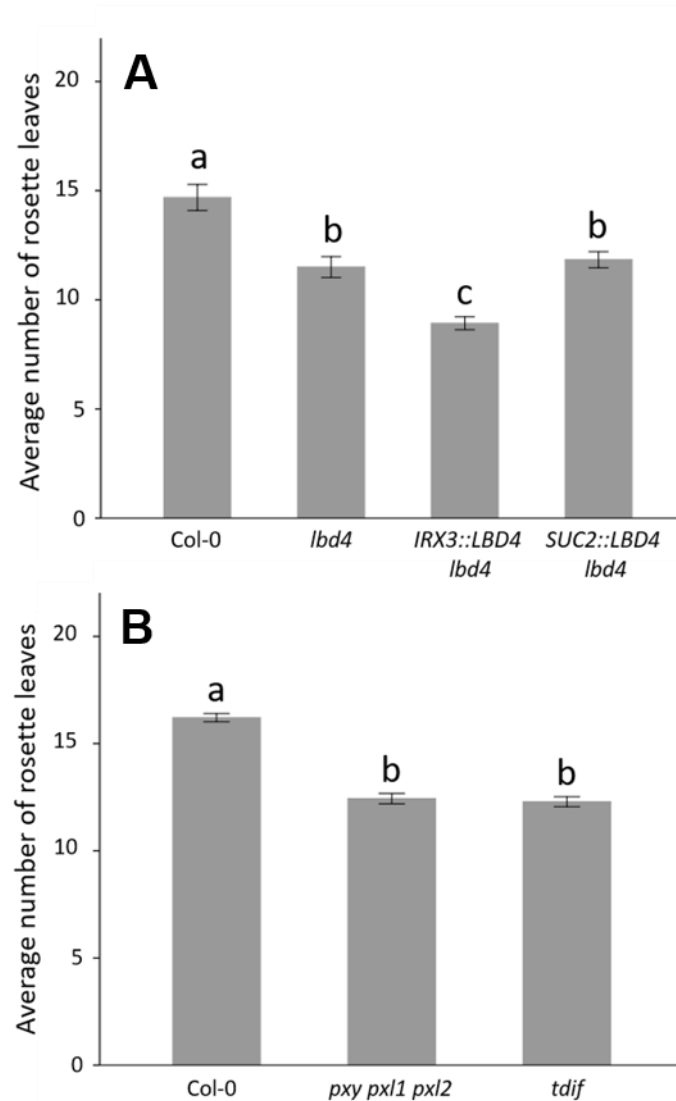 A
Average number of rosette leaves
20
15
10
5
0
a
b
c
b
Col-0 lbd4 IRX3::LBD4 SUC2::LBD4
lbd4 lbd4
B
Average number of rosette leaves
20
15
10
5
0
a
b
b
Col-0 pxy pxl1 pxl2 tdif